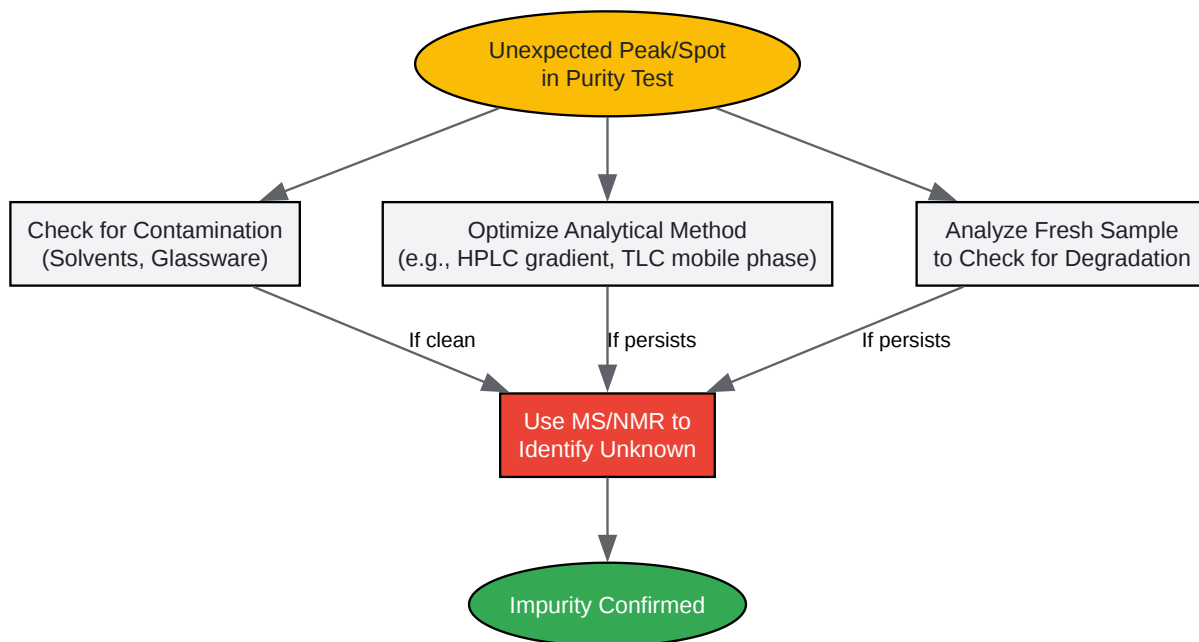 Unexpected Peak/Spot
in Purity Test
Check for Contamination
(Solvents, Glassware)
Optimize Analytical Method
(e.g., HPLC gradient, TLC mobile phase)
Analyze Fresh Sample
to Check for Degradation
If clean
If persists
If persists
Use MS/NMR to
Identify Unknown
Impurity Confirmed